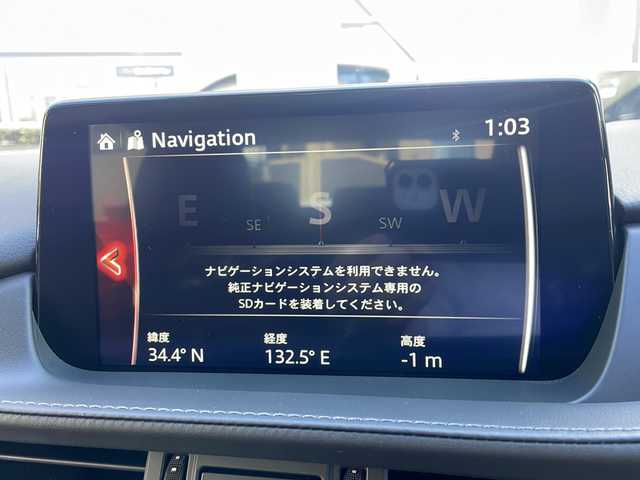 Navigation 1:03
E SE S SW W
ナビゲーションシステムを利用できません。
純正ナビゲーションシステム専用の
SDカードを装着してください。
緯度 経度 高度
34.4° N 132.5° E -1 m